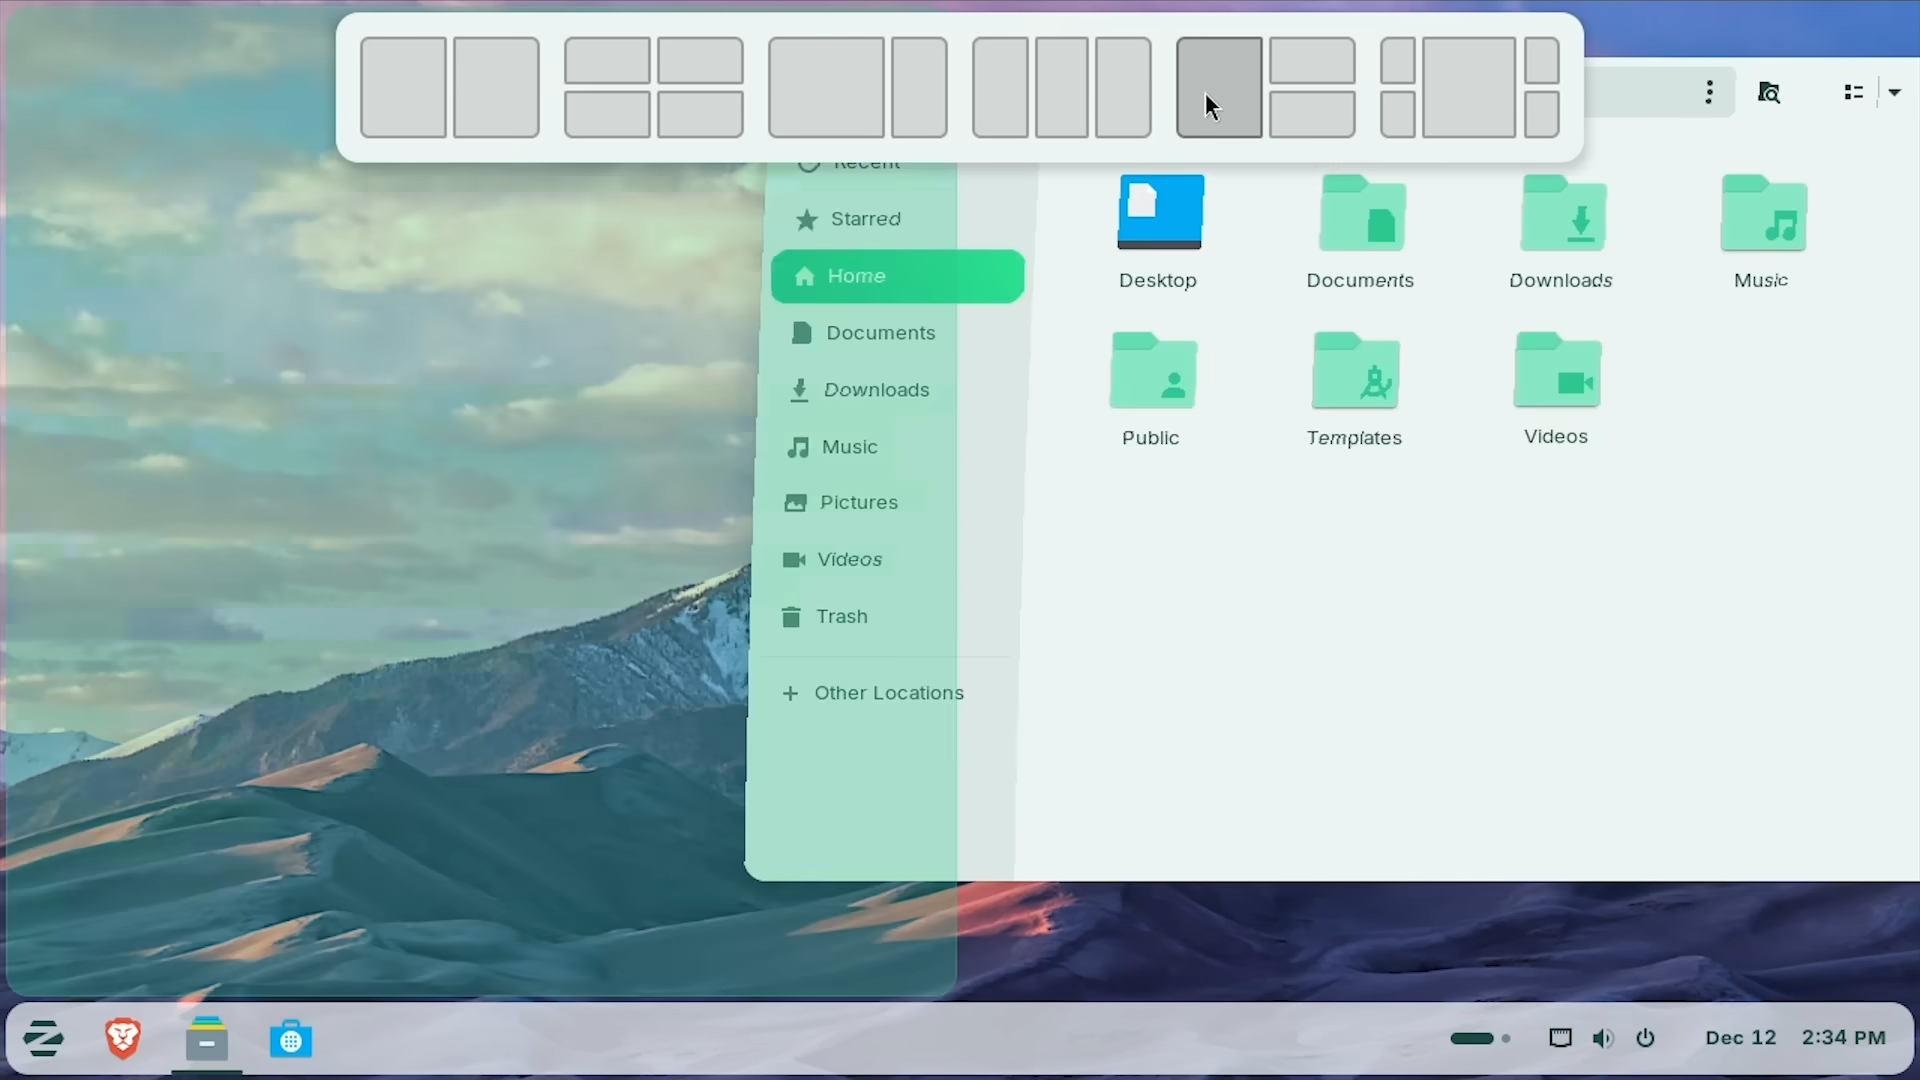 Recent
Starred
Home
Documents
Downloads
Music
Pictures
Videos
Trash
Other Locations
Desktop
Documents
Downloads
Music
Public
Templates
Videos
Dec 12 2:34 PM